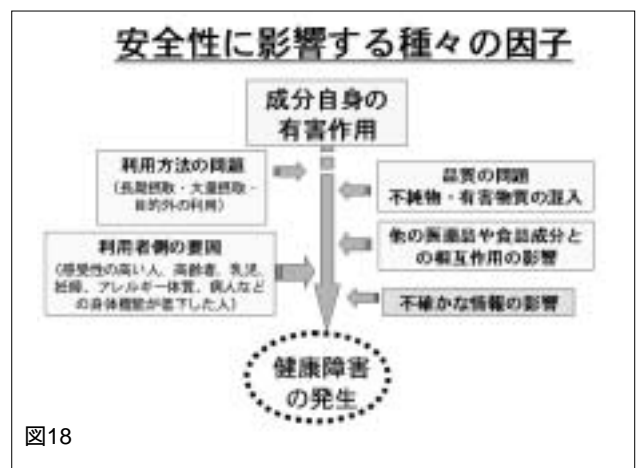 安全性に影響する種々の因子
成分自身の
有害作用
利用方法の問題
(長期摂取・大量摂取・
目的外の利用)
品質の問題
不純物・有害物質の混入
利用者側の要因
(感受性の高い人、高齢者、乳児、
妊婦、アレルギー体質、病人など
の身体機能が低下した人)
他の医薬品や食品成分と
の相互作用の影響
不確かな情報の影響
健康障害
の発生
図18